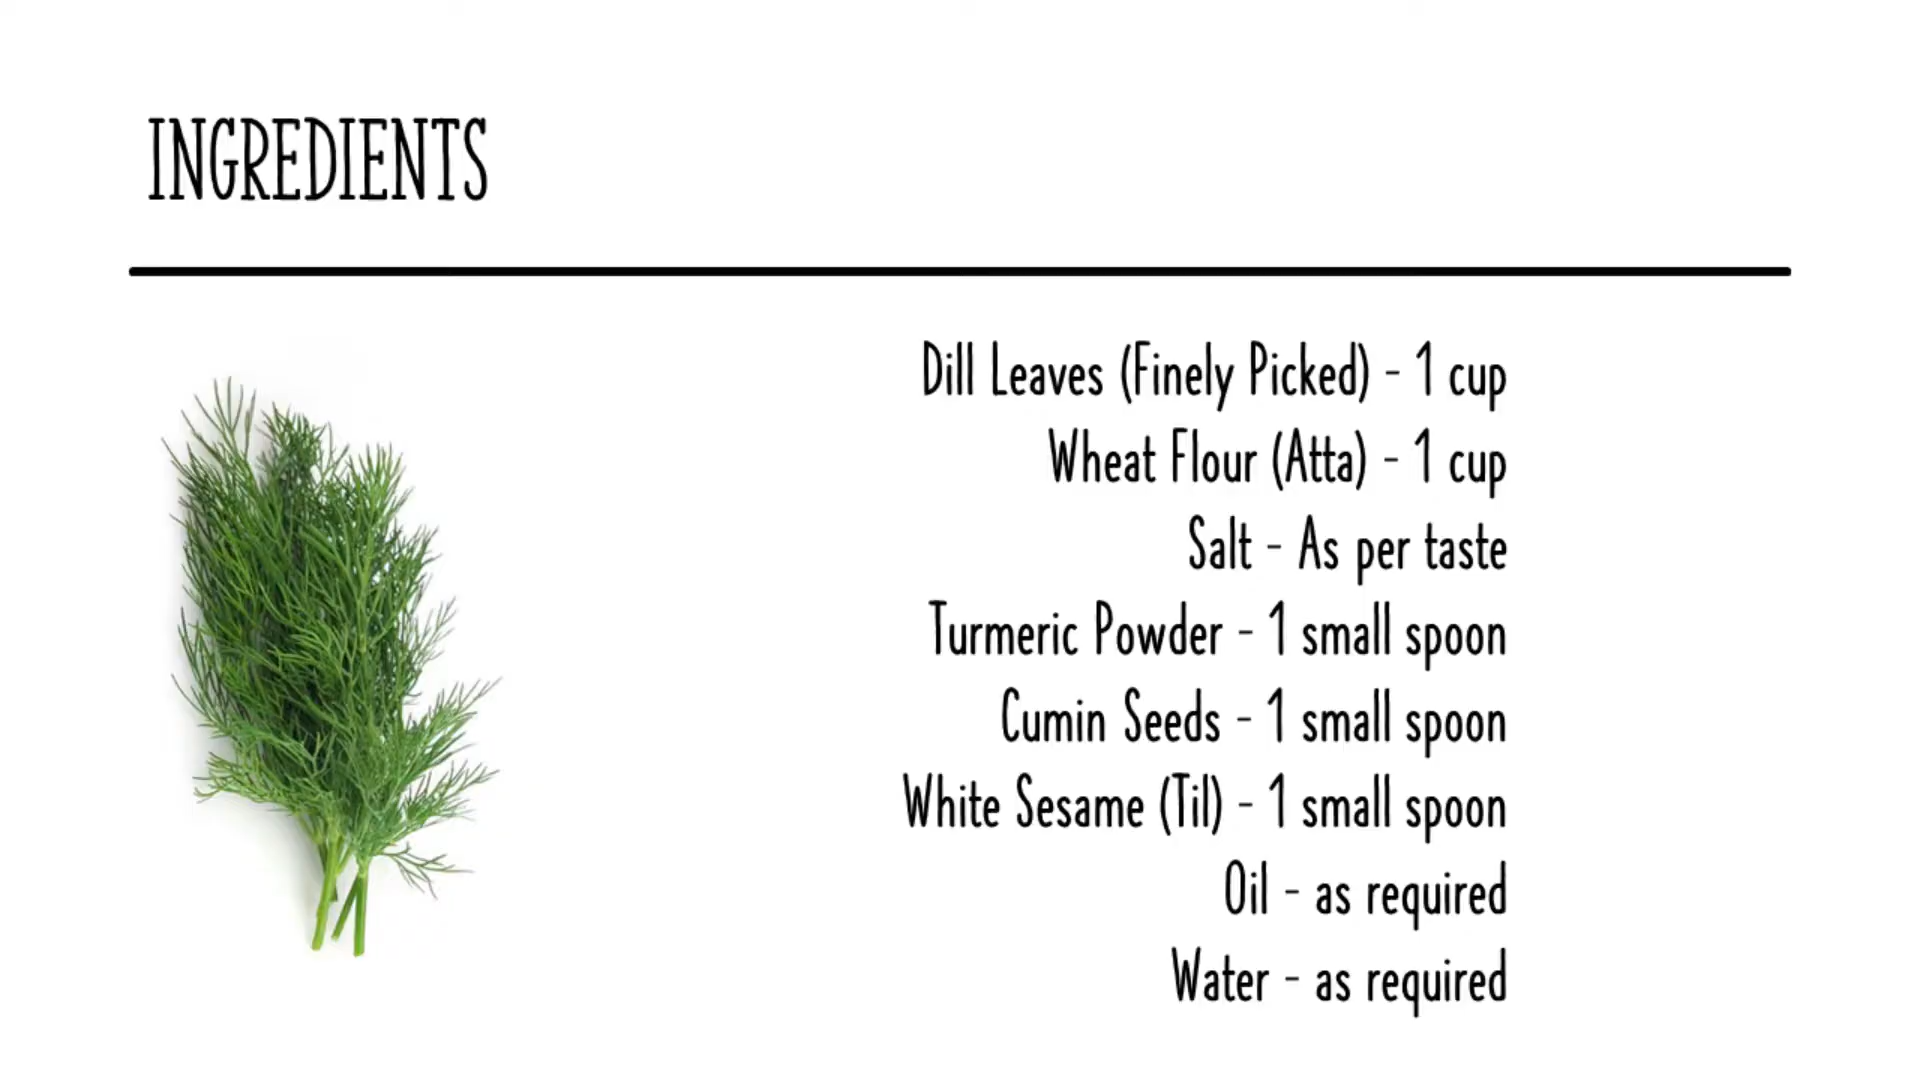 INGREDIENTS
Dill Leaves (Finely Picked) - 1 cup
Wheat Flour (Atta) - 1 cup
Salt - As per taste
Turmeric Powder - 1 small spoon
Cumin Seeds - 1 small spoon
White Sesame (Til) - 1 small spoon
Oil - as required
Water - as required